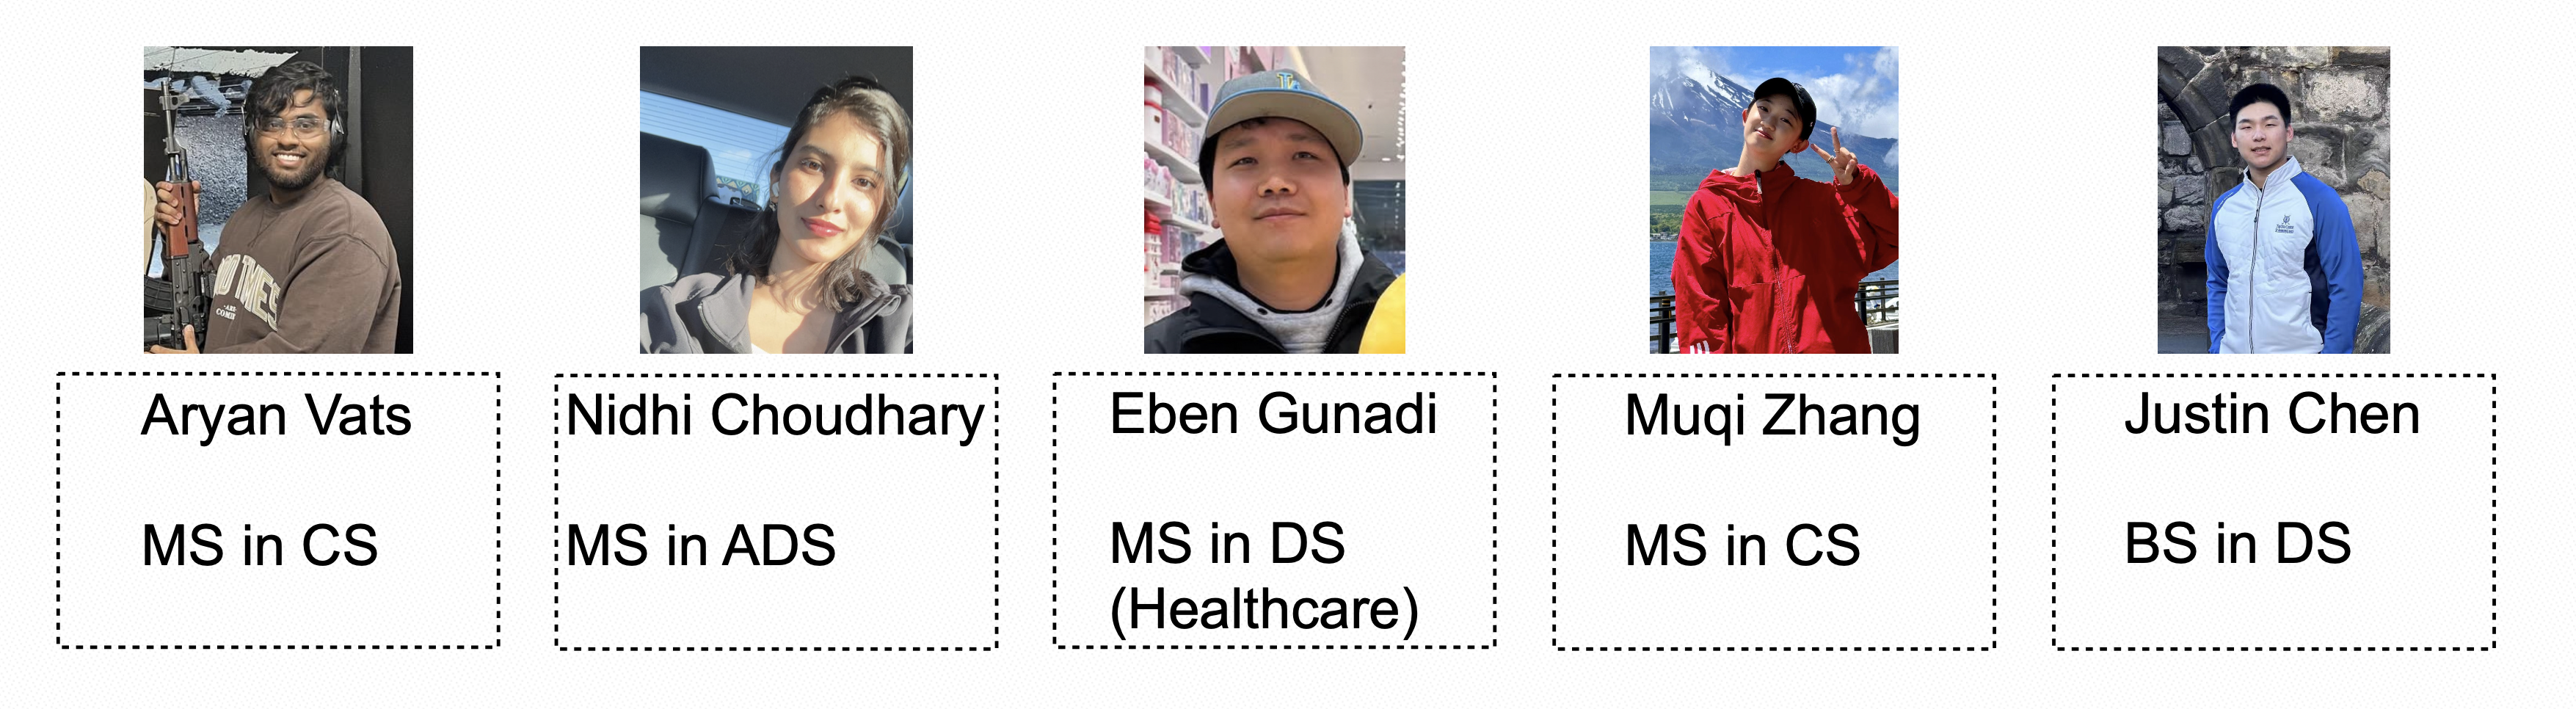 Aryan Vats
MS in CS
Nidhi Choudhary
MS in ADS
Eben Gunadi
MS in DS
(Healthcare)
Muqi Zhang
MS in CS
Justin Chen
BS in DS